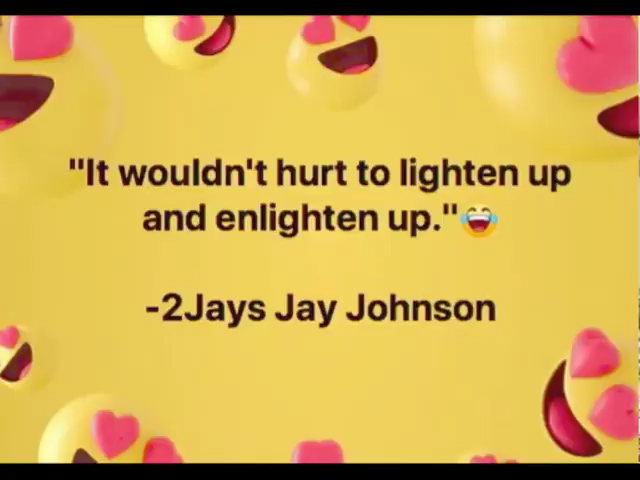 "It wouldn't hurt to lighten up
and enlighten up."😂
-2Jays Jay Johnson